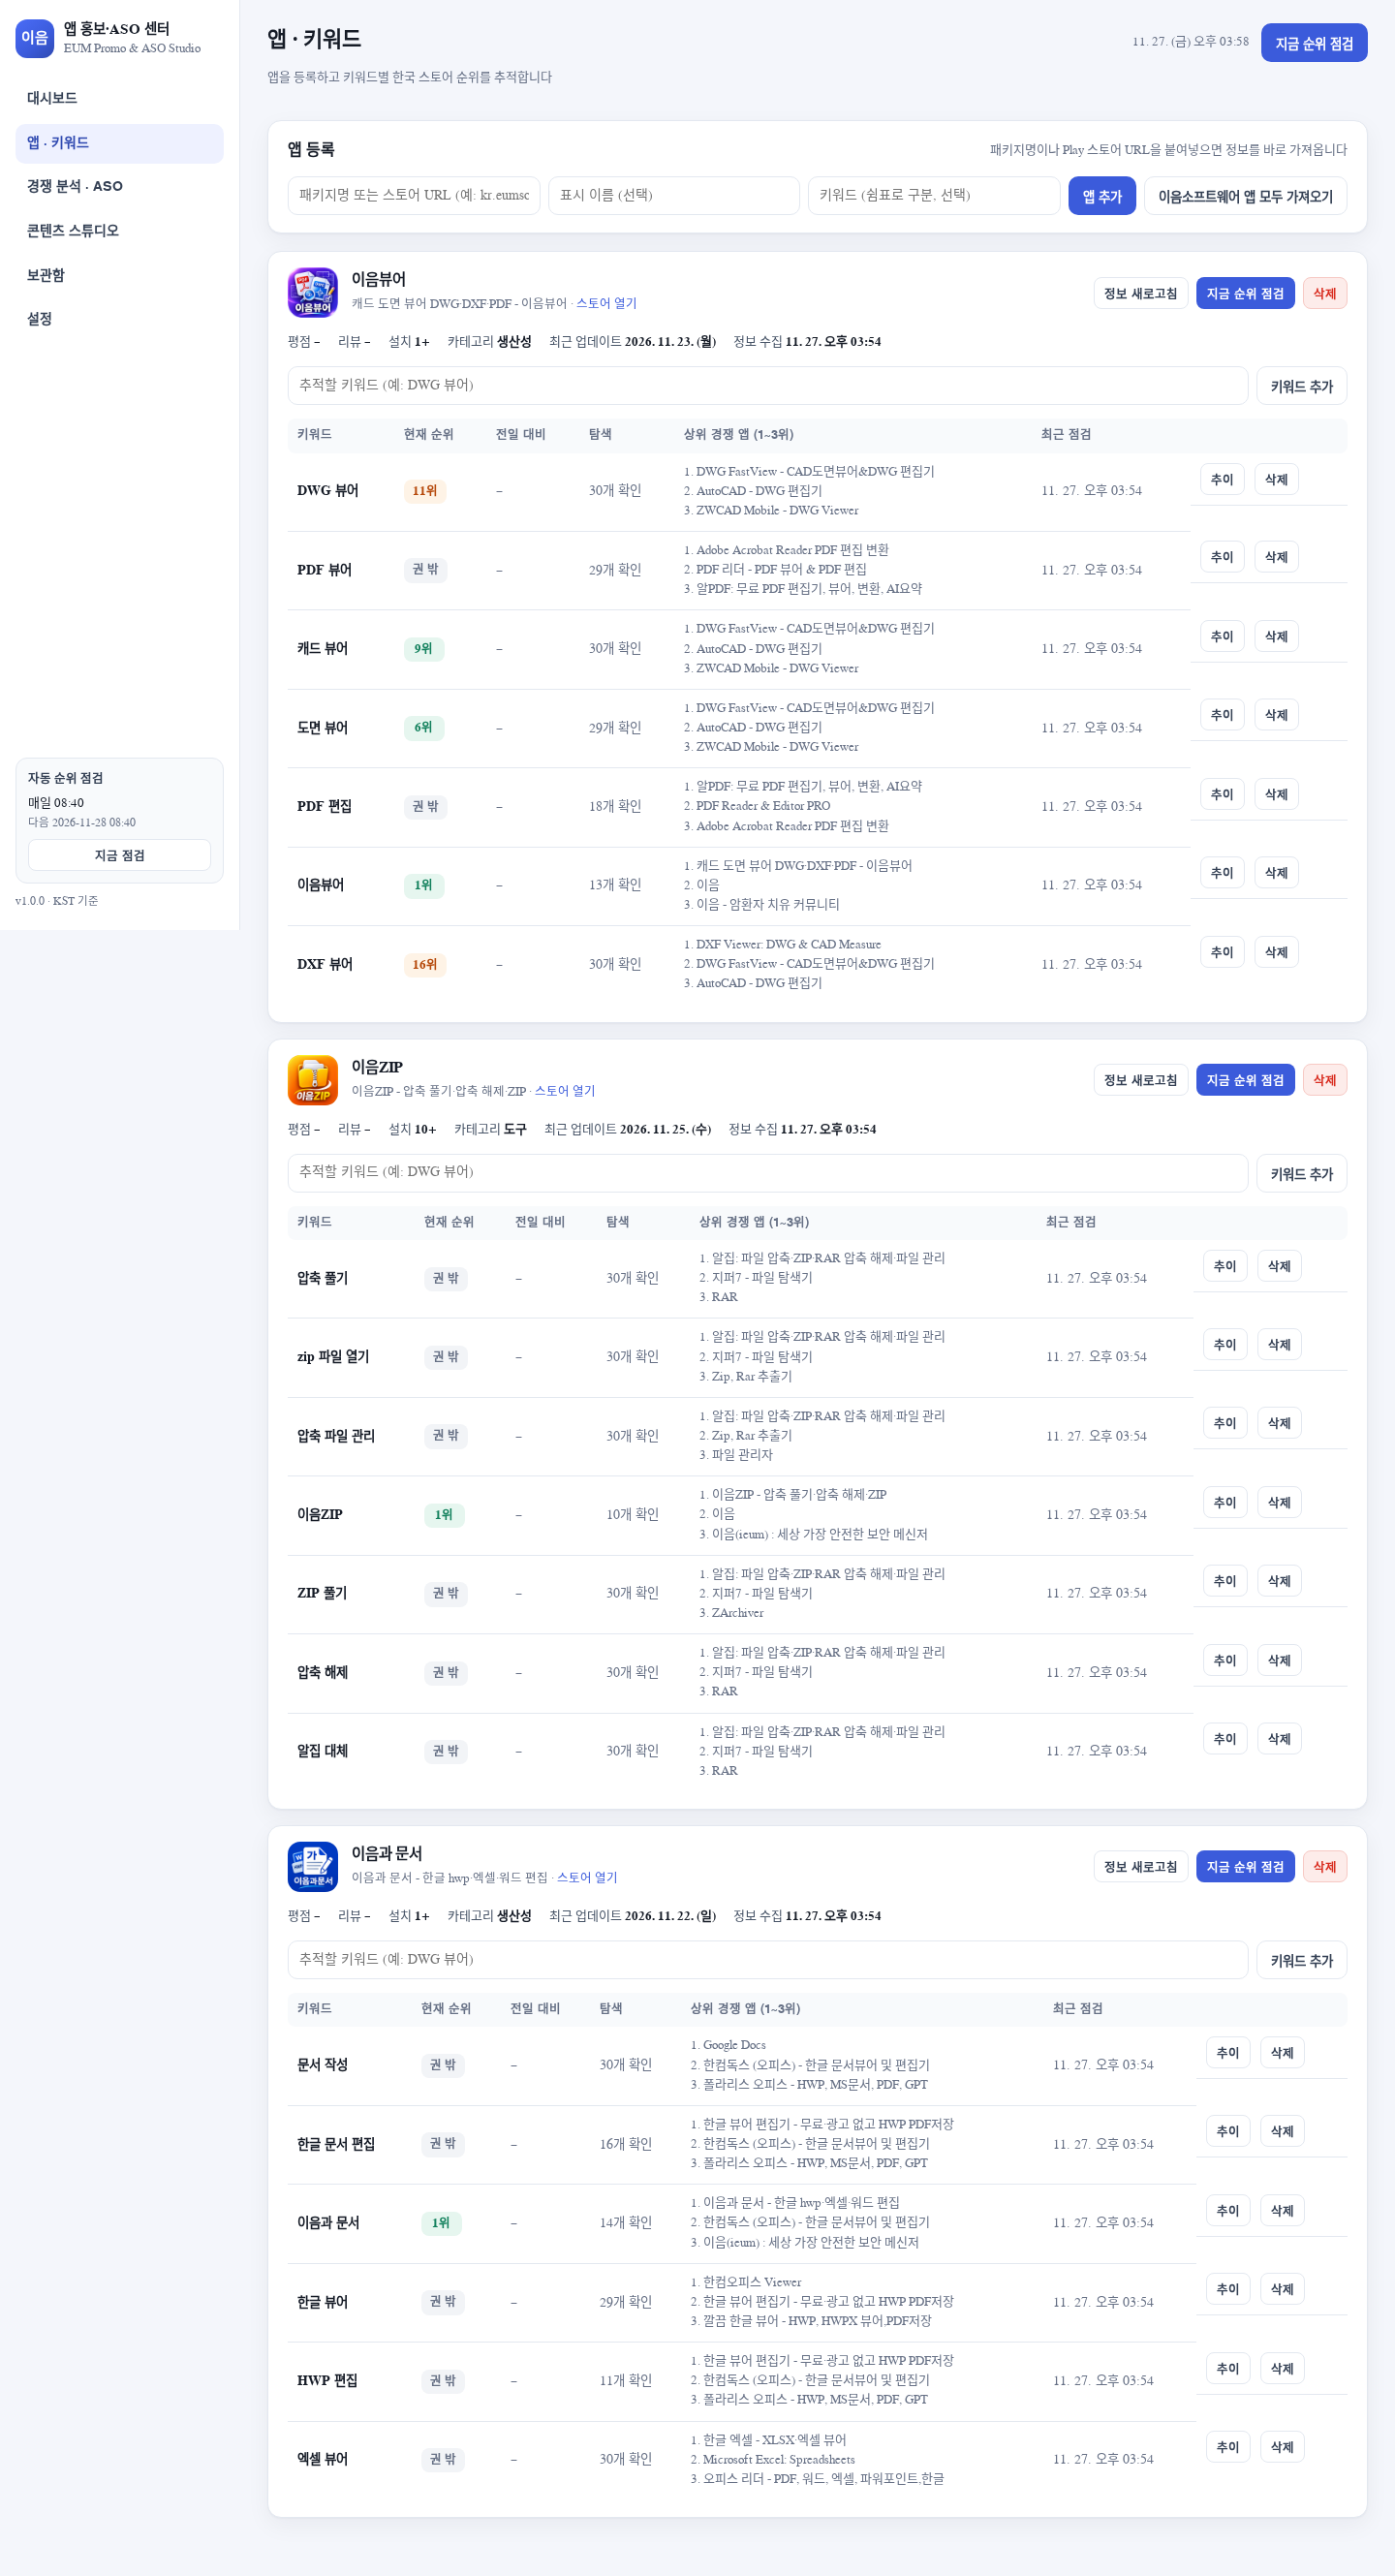 이음
앱 홍보·ASO 센터
EUM Promo & ASO Studio
대시보드
앱 · 키워드
경쟁 분석 · ASO
콘텐츠 스튜디오
보관함
설정
자동 순위 점검
매일 08:40
다음 2026-11-28 08:40
지금 점검
v1.0.0 · KST 기준
앱 · 키워드
앱을 등록하고 키워드별 한국 스토어 순위를 추적합니다
11. 27. (금) 오후 03:58
지금 순위 점검
앱 등록
패키지명이나 Play 스토어 URL을 붙여넣으면 정보를 바로 가져옵니다
패키지명 또는 스토어 URL (예: kr.eumsc
표시 이름 (선택)
키워드 (쉼표로 구분, 선택)
앱 추가
이음소프트웨어 앱 모두 가져오기
이음뷰어
이음뷰어
캐드 도면 뷰어 DWG·DXF·PDF - 이음뷰어 · 스토어 열기
정보 새로고침
지금 순위 점검
삭제
평점 – 리뷰 – 설치 1+ 카테고리 생산성 최근 업데이트 2026. 11. 23. (월) 정보 수집 11. 27. 오후 03:54
추적할 키워드 (예: DWG 뷰어)
키워드 추가
키워드 현재 순위 전일 대비 탐색 상위 경쟁 앱 (1~3위) 최근 점검
DWG 뷰어 11위 – 30개 확인
1. DWG FastView - CAD도면뷰어&DWG 편집기
2. AutoCAD - DWG 편집기
3. ZWCAD Mobile - DWG Viewer
11. 27. 오후 03:54 추이 삭제
PDF 뷰어 권 밖 – 29개 확인
1. Adobe Acrobat Reader PDF 편집 변환
2. PDF 리더 - PDF 뷰어 & PDF 편집
3. 알PDF: 무료 PDF 편집기, 뷰어, 변환, AI요약
11. 27. 오후 03:54 추이 삭제
캐드 뷰어 9위 – 30개 확인
1. DWG FastView - CAD도면뷰어&DWG 편집기
2. AutoCAD - DWG 편집기
3. ZWCAD Mobile - DWG Viewer
11. 27. 오후 03:54 추이 삭제
도면 뷰어 6위 – 29개 확인
1. DWG FastView - CAD도면뷰어&DWG 편집기
2. AutoCAD - DWG 편집기
3. ZWCAD Mobile - DWG Viewer
11. 27. 오후 03:54 추이 삭제
PDF 편집 권 밖 – 18개 확인
1. 알PDF: 무료 PDF 편집기, 뷰어, 변환, AI요약
2. PDF Reader & Editor PRO
3. Adobe Acrobat Reader PDF 편집 변환
11. 27. 오후 03:54 추이 삭제
이음뷰어 1위 – 13개 확인
1. 캐드 도면 뷰어 DWG·DXF·PDF - 이음뷰어
2. 이음
3. 이음 - 암환자 치유 커뮤니티
11. 27. 오후 03:54 추이 삭제
DXF 뷰어 16위 – 30개 확인
1. DXF Viewer: DWG & CAD Measure
2. DWG FastView - CAD도면뷰어&DWG 편집기
3. AutoCAD - DWG 편집기
11. 27. 오후 03:54 추이 삭제
이음ZIP
이음ZIP
이음ZIP - 압축 풀기·압축 해제·ZIP · 스토어 열기
정보 새로고침
지금 순위 점검
삭제
평점 – 리뷰 – 설치 10+ 카테고리 도구 최근 업데이트 2026. 11. 25. (수) 정보 수집 11. 27. 오후 03:54
추적할 키워드 (예: DWG 뷰어)
키워드 추가
키워드 현재 순위 전일 대비 탐색 상위 경쟁 앱 (1~3위) 최근 점검
압축 풀기 권 밖 – 30개 확인
1. 알집: 파일 압축·ZIP·RAR 압축 해제·파일 관리
2. 지퍼7 - 파일 탐색기
3. RAR
11. 27. 오후 03:54 추이 삭제
zip 파일 열기 권 밖 – 30개 확인
1. 알집: 파일 압축·ZIP·RAR 압축 해제·파일 관리
2. 지퍼7 - 파일 탐색기
3. Zip, Rar 추출기
11. 27. 오후 03:54 추이 삭제
압축 파일 관리 권 밖 – 30개 확인
1. 알집: 파일 압축·ZIP·RAR 압축 해제·파일 관리
2. Zip, Rar 추출기
3. 파일 관리자
11. 27. 오후 03:54 추이 삭제
이음ZIP 1위 – 10개 확인
1. 이음ZIP - 압축 풀기·압축 해제·ZIP
2. 이음
3. 이음(ieum) : 세상 가장 안전한 보안 메신저
11. 27. 오후 03:54 추이 삭제
ZIP 풀기 권 밖 – 30개 확인
1. 알집: 파일 압축·ZIP·RAR 압축 해제·파일 관리
2. 지퍼7 - 파일 탐색기
3. ZArchiver
11. 27. 오후 03:54 추이 삭제
압축 해제 권 밖 – 30개 확인
1. 알집: 파일 압축·ZIP·RAR 압축 해제·파일 관리
2. 지퍼7 - 파일 탐색기
3. RAR
11. 27. 오후 03:54 추이 삭제
알집 대체 권 밖 – 30개 확인
1. 알집: 파일 압축·ZIP·RAR 압축 해제·파일 관리
2. 지퍼7 - 파일 탐색기
3. RAR
11. 27. 오후 03:54 추이 삭제
이음과문서
이음과 문서
이음과 문서 - 한글 hwp·엑셀·워드 편집 · 스토어 열기
정보 새로고침
지금 순위 점검
삭제
평점 – 리뷰 – 설치 1+ 카테고리 생산성 최근 업데이트 2026. 11. 22. (일) 정보 수집 11. 27. 오후 03:54
추적할 키워드 (예: DWG 뷰어)
키워드 추가
키워드 현재 순위 전일 대비 탐색 상위 경쟁 앱 (1~3위) 최근 점검
문서 작성 권 밖 – 30개 확인
1. Google Docs
2. 한컴독스 (오피스) - 한글 문서뷰어 및 편집기
3. 폴라리스 오피스 - HWP, MS문서, PDF, GPT
11. 27. 오후 03:54 추이 삭제
한글 문서 편집 권 밖 – 16개 확인
1. 한글 뷰어 편집기 - 무료·광고 없고 HWP PDF저장
2. 한컴독스 (오피스) - 한글 문서뷰어 및 편집기
3. 폴라리스 오피스 - HWP, MS문서, PDF, GPT
11. 27. 오후 03:54 추이 삭제
이음과 문서 1위 – 14개 확인
1. 이음과 문서 - 한글 hwp·엑셀·워드 편집
2. 한컴독스 (오피스) - 한글 문서뷰어 및 편집기
3. 이음(ieum) : 세상 가장 안전한 보안 메신저
11. 27. 오후 03:54 추이 삭제
한글 뷰어 권 밖 – 29개 확인
1. 한컴오피스 Viewer
2. 한글 뷰어 편집기 - 무료·광고 없고 HWP PDF저장
3. 깔끔 한글 뷰어 - HWP, HWPX 뷰어,PDF저장
11. 27. 오후 03:54 추이 삭제
HWP 편집 권 밖 – 11개 확인
1. 한글 뷰어 편집기 - 무료·광고 없고 HWP PDF저장
2. 한컴독스 (오피스) - 한글 문서뷰어 및 편집기
3. 폴라리스 오피스 - HWP, MS문서, PDF, GPT
11. 27. 오후 03:54 추이 삭제
엑셀 뷰어 권 밖 – 30개 확인
1. 한글 엑셀 - XLSX·엑셀 뷰어
2. Microsoft Excel: Spreadsheets
3. 오피스 리더 - PDF, 워드, 엑셀, 파워포인트,한글
11. 27. 오후 03:54 추이 삭제